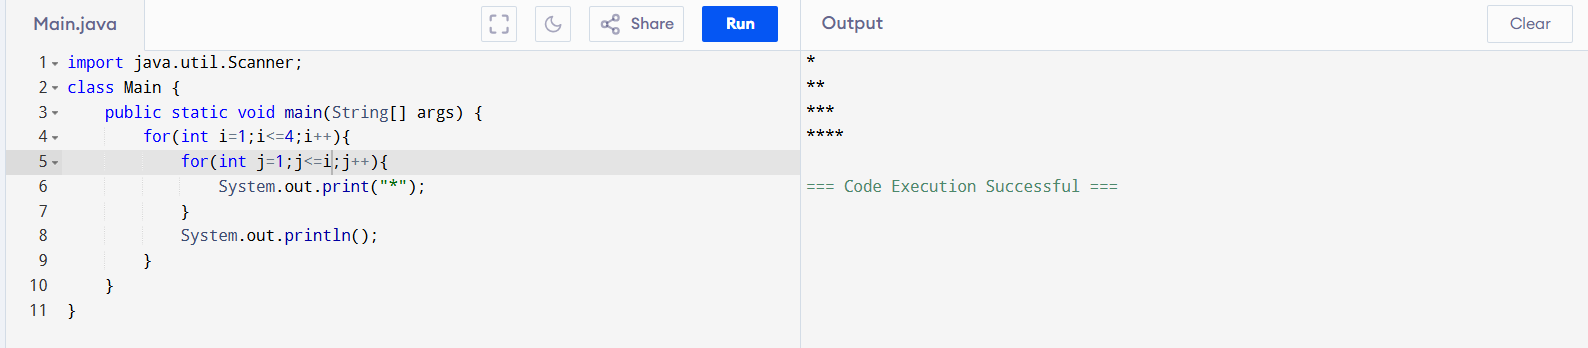 Main.java
Share
Run
Output
Clear
1 import java.util.Scanner;
2 class Main {
3 public static void main(String[] args) {
4 for(int i=1;i<=4;i++){
5 for(int j=1;j<=i;j++){
6 System.out.print("*");
7 }
8 System.out.println();
9 }
10 }
11 }
*
**
***
****
=== Code Execution Successful ===